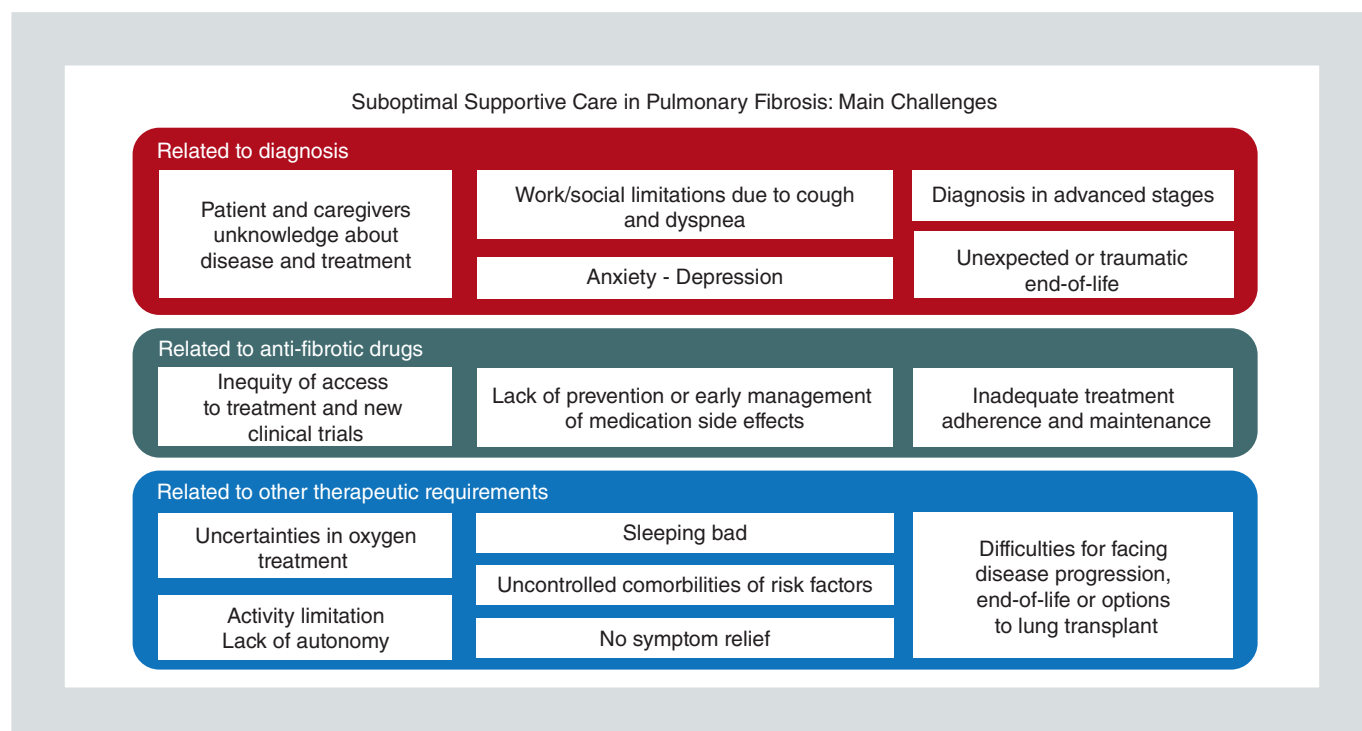 Suboptimal Supportive Care in Pulmonary Fibrosis: Main Challenges
Related to diagnosis
Patient and caregivers
unknowledge about
disease and treatment
Work/social limitations due to cough
and dyspnea
Anxiety - Depression
Diagnosis in advanced stages
Unexpected or traumatic
end-of-life
Related to anti-fibrotic drugs
Inequity of access
to treatment and new
clinical trials
Lack of prevention or early management
of medication side effects
Inadequate treatment
adherence and maintenance
Related to other therapeutic requirements
Uncertainties in oxygen
treatment
Activity limitation
Lack of autonomy
Sleeping bad
Uncontrolled comorbilities of risk factors
No symptom relief
Difficulties for facing
disease progression,
end-of-life or options
to lung transplant